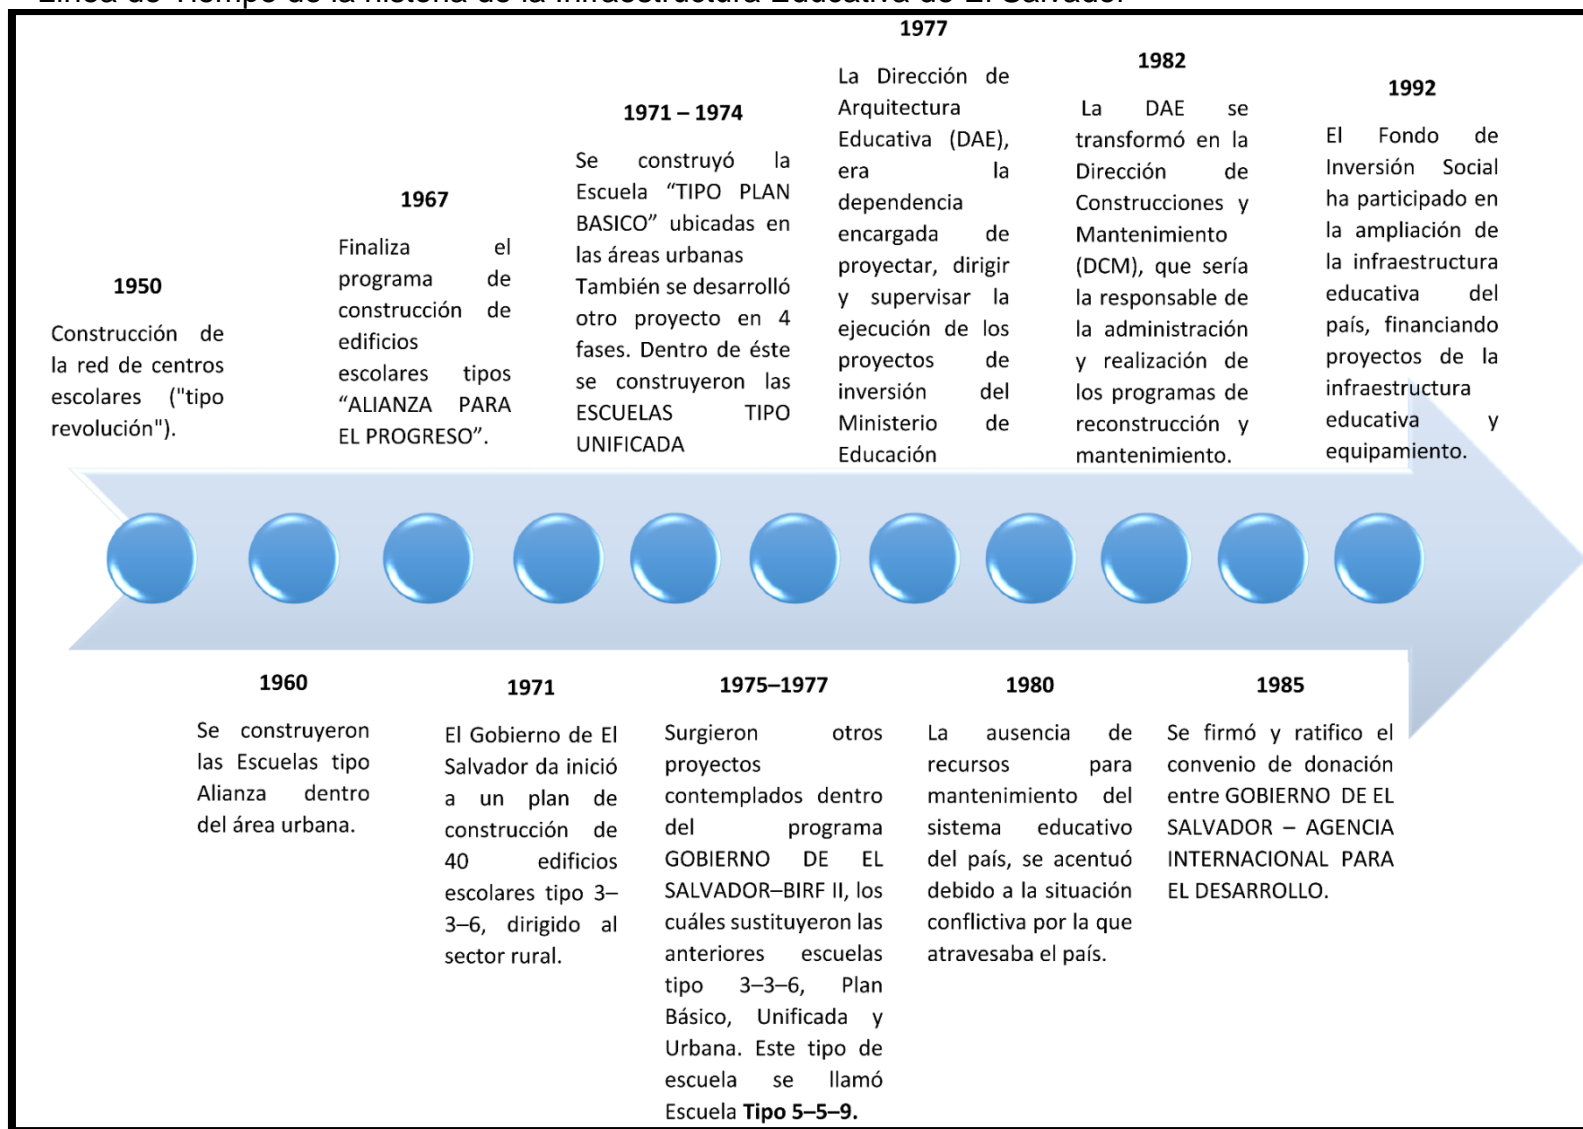 Línea de Tiempo de la historia de la Infraestructura Educativa de El Salvador
1950
Construcción de
la red de centros
escolares ("tipo
revolución").
1960
Se construyeron
las Escuelas tipo
Alianza dentro
del área urbana.
1967
Finaliza el
programa de
construcción de
edificios
escolares tipos
“ALIANZA PARA
EL PROGRESO”.
1971
El Gobierno de El
Salvador da inició
a un plan de
construcción de
40 edificios
escolares tipo 3–
3–6, dirigido al
sector rural.
1971 – 1974
Se construyó la
Escuela “TIPO PLAN
BASICO” ubicadas en
las áreas urbanas
También se desarrolló
otro proyecto en 4
fases. Dentro de éste
se construyeron las
ESCUELAS TIPO
UNIFICADA
1975–1977
Surgieron otros
proyectos
contemplados dentro
del programa
GOBIERNO DE EL
SALVADOR–BIRF II, los
cuáles sustituyeron las
anteriores escuelas
tipo 3–3–6, Plan
Básico, Unificada y
Urbana. Este tipo de
escuela se llamó
Escuela Tipo 5–5–9.
1977
La Dirección de
Arquitectura
Educativa (DAE),
era la
dependencia
encargada de
proyectar, dirigir
y supervisar la
ejecución de los
proyectos de
inversión del
Ministerio de
Educación
1980
La ausencia de
recursos para
mantenimiento del
sistema educativo
del país, se acentuó
debido a la situación
conflictiva por la que
atravesaba el país.
1982
La DAE se
transformó en la
Dirección de
Construcciones y
Mantenimiento
(DCM), que sería
la responsable de
la administración
y realización de
los programas de
reconstrucción y
mantenimiento.
1985
Se firmó y ratifico el
convenio de donación
entre GOBIERNO DE EL
SALVADOR – AGENCIA
INTERNACIONAL PARA
EL DESARROLLO.
1992
El Fondo de
Inversión Social
ha participado en
la ampliación de
la infraestructura
educativa del
país, financiando
proyectos de la
infraestructura
educativa y
equipamiento.